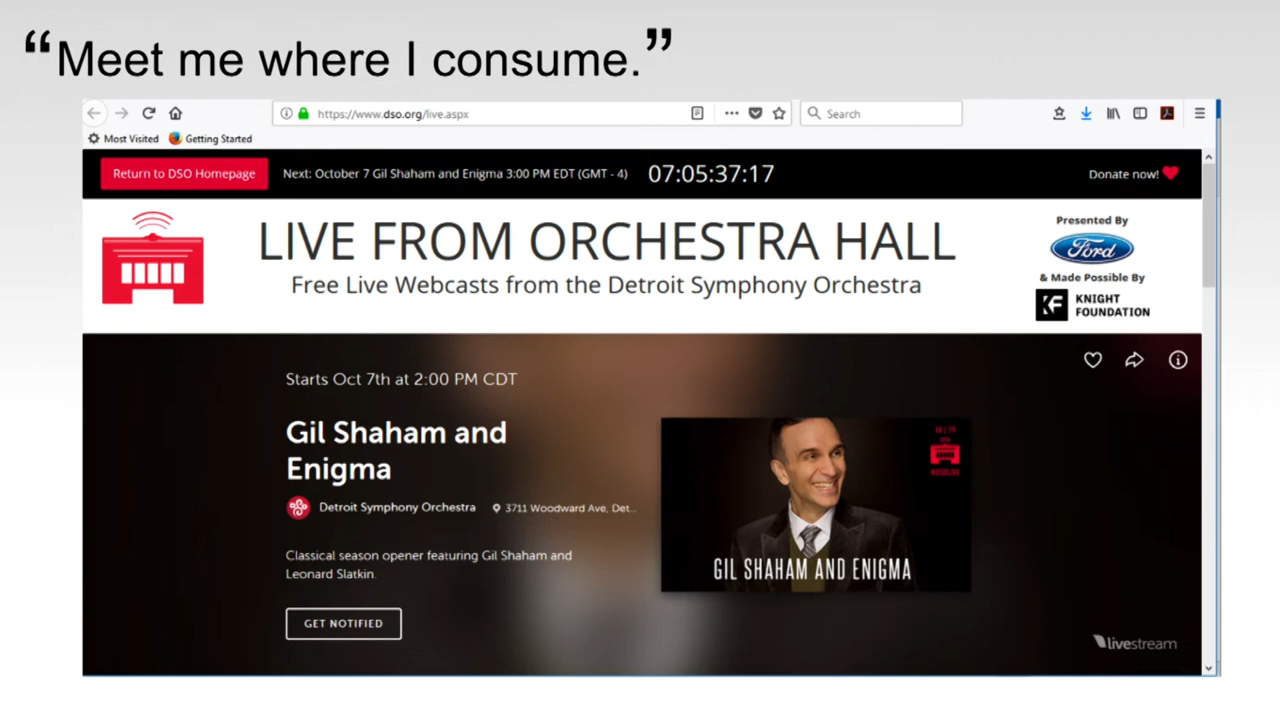 “Meet me where I consume.”
https://www.dso.org/live.aspx
Search
Most Visited Getting Started
Return to DSO Homepage Next: October 7 Gil Shaham and Enigma 3:00 PM EDT (GMT - 4) 07:05:37:17 Donate now!
LIVE FROM ORCHESTRA HALL
Free Live Webcasts from the Detroit Symphony Orchestra
Presented By
Ford
& Made Possible By
KF KNIGHT
FOUNDATION
Starts Oct 7th at 2:00 PM CDT
Gil Shaham and
Enigma
Detroit Symphony Orchestra 3711 Woodward Ave, Det...
Classical season opener featuring Gil Shaham and
Leonard Slatkin.
GET NOTIFIED
GIL SHAHAM AND ENIGMA
livestream